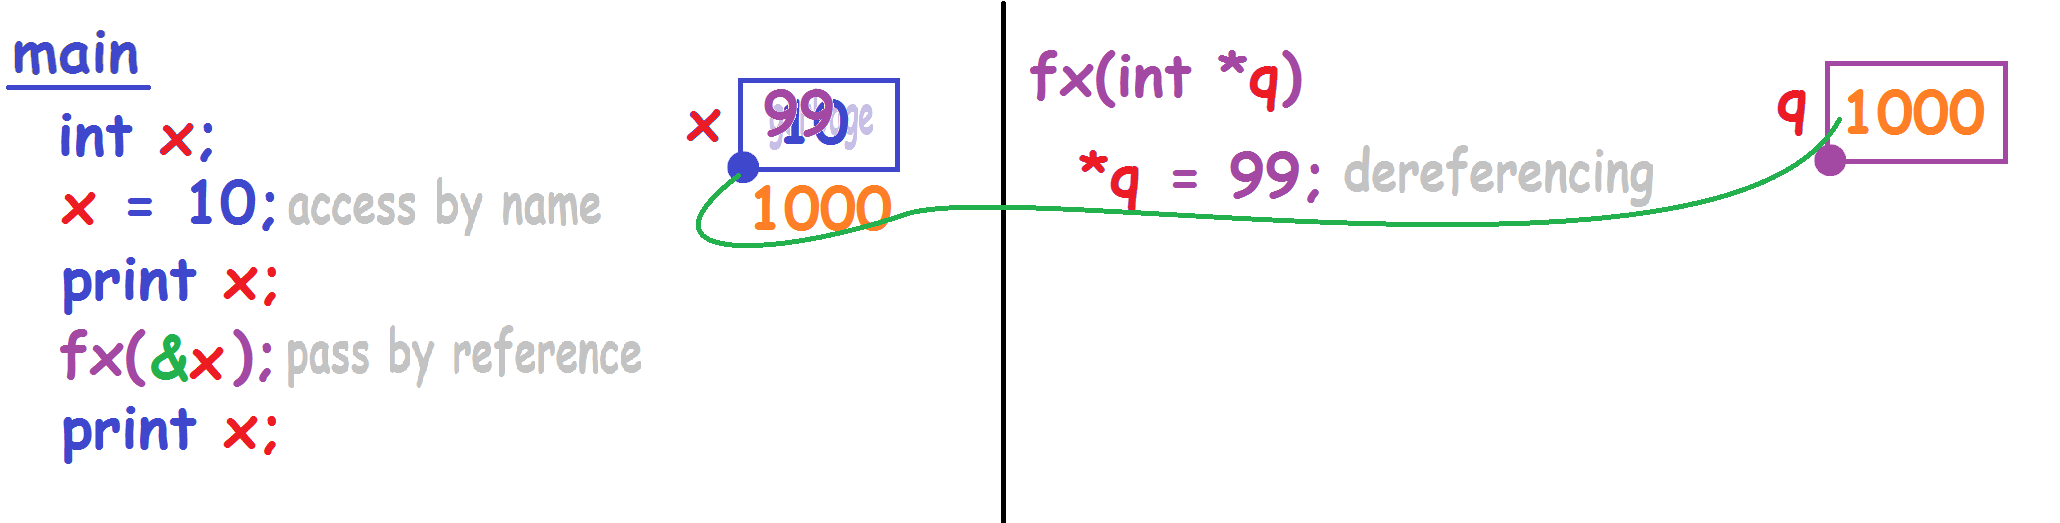 main
int x;
x = 10; access by name
print x;
fx(&x); pass by reference
print x;
x
99
10
1000
fx(int *q)
*q = 99; dereferencing
q
1000